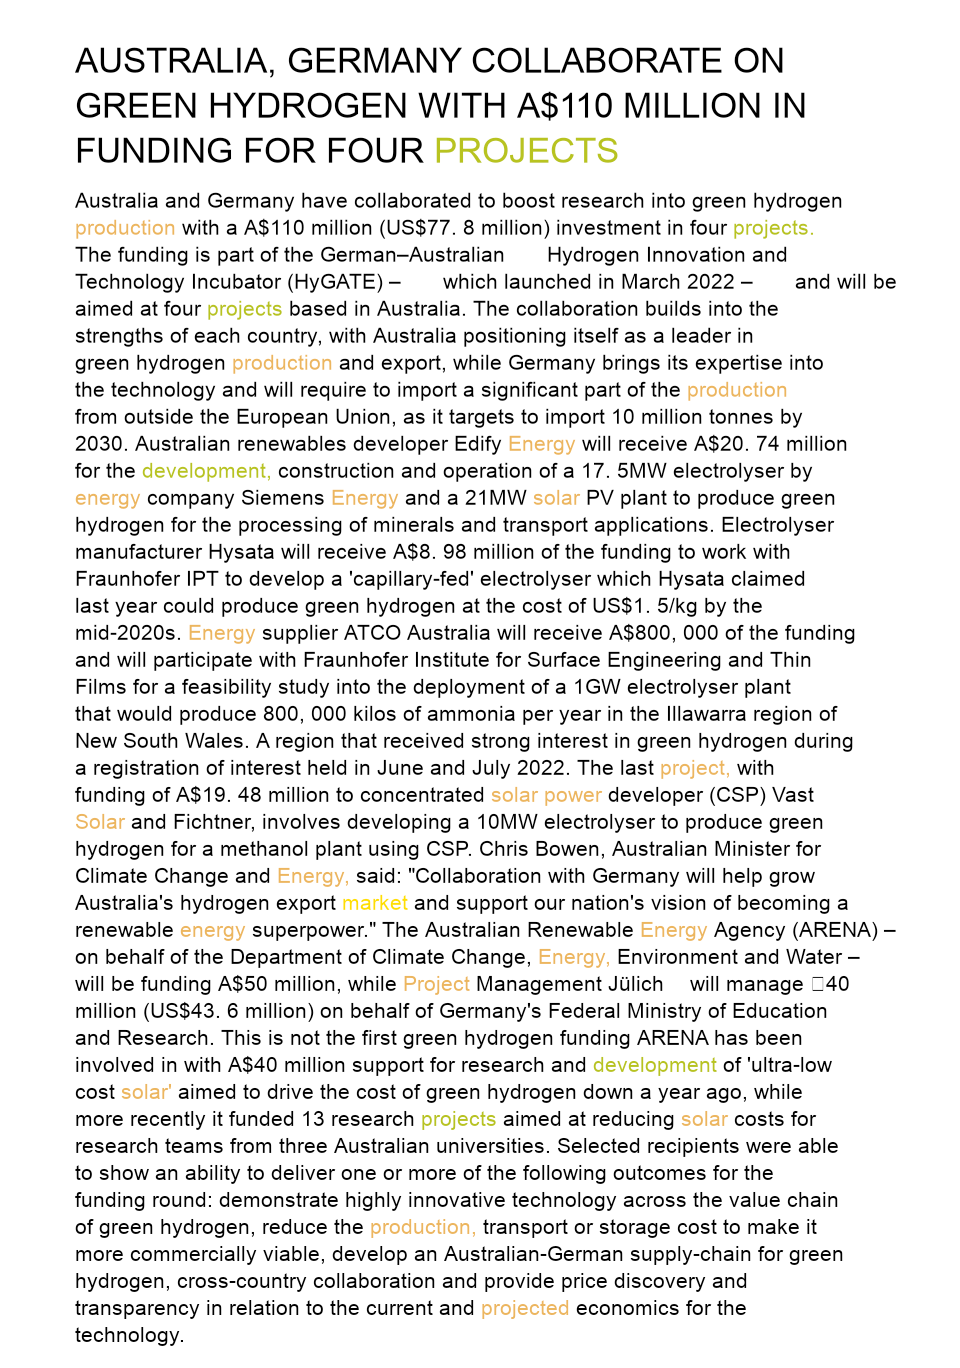 AUSTRALIA, GERMANY COLLABORATE ON
GREEN HYDROGEN WITH A$110 MILLION IN
FUNDING FOR FOUR PROJECTS
Australia and Germany have collaborated to boost research into green hydrogen
production with a A$110 million (US$77. 8 million) investment in four projects.
The funding is part of the German–Australian Hydrogen Innovation and
Technology Incubator (HyGATE) – which launched in March 2022 – and will be
aimed at four projects based in Australia. The collaboration builds into the
strengths of each country, with Australia positioning itself as a leader in
green hydrogen production and export, while Germany brings its expertise into
the technology and will require to import a significant part of the production
from outside the European Union, as it targets to import 10 million tonnes by
2030. Australian renewables developer Edify Energy will receive A$20. 74 million
for the development, construction and operation of a 17. 5MW electrolyser by
energy company Siemens Energy and a 21MW solar PV plant to produce green
hydrogen for the processing of minerals and transport applications. Electrolyser
manufacturer Hysata will receive A$8. 98 million of the funding to work with
Fraunhofer IPT to develop a 'capillary-fed' electrolyser which Hysata claimed
last year could produce green hydrogen at the cost of US$1. 5/kg by the
mid-2020s. Energy supplier ATCO Australia will receive A$800, 000 of the funding
and will participate with Fraunhofer Institute for Surface Engineering and Thin
Films for a feasibility study into the deployment of a 1GW electrolyser plant
that would produce 800, 000 kilos of ammonia per year in the Illawarra region of
New South Wales. A region that received strong interest in green hydrogen during
a registration of interest held in June and July 2022. The last project, with
funding of A$19. 48 million to concentrated solar power developer (CSP) Vast
Solar and Fichtner, involves developing a 10MW electrolyser to produce green
hydrogen for a methanol plant using CSP. Chris Bowen, Australian Minister for
Climate Change and Energy, said: "Collaboration with Germany will help grow
Australia's hydrogen export market and support our nation's vision of becoming a
renewable energy superpower." The Australian Renewable Energy Agency (ARENA) –
on behalf of the Department of Climate Change, Energy, Environment and Water –
will be funding A$50 million, while Project Management Jülich will manage 40
million (US$43. 6 million) on behalf of Germany's Federal Ministry of Education
and Research. This is not the first green hydrogen funding ARENA has been
involved in with A$40 million support for research and development of 'ultra-low
cost solar' aimed to drive the cost of green hydrogen down a year ago, while
more recently it funded 13 research projects aimed at reducing solar costs for
research teams from three Australian universities. Selected recipients were able
to show an ability to deliver one or more of the following outcomes for the
funding round: demonstrate highly innovative technology across the value chain
of green hydrogen, reduce the production, transport or storage cost to make it
more commercially viable, develop an Australian-German supply-chain for green
hydrogen, cross-country collaboration and provide price discovery and
transparency in relation to the current and projected economics for the
technology.